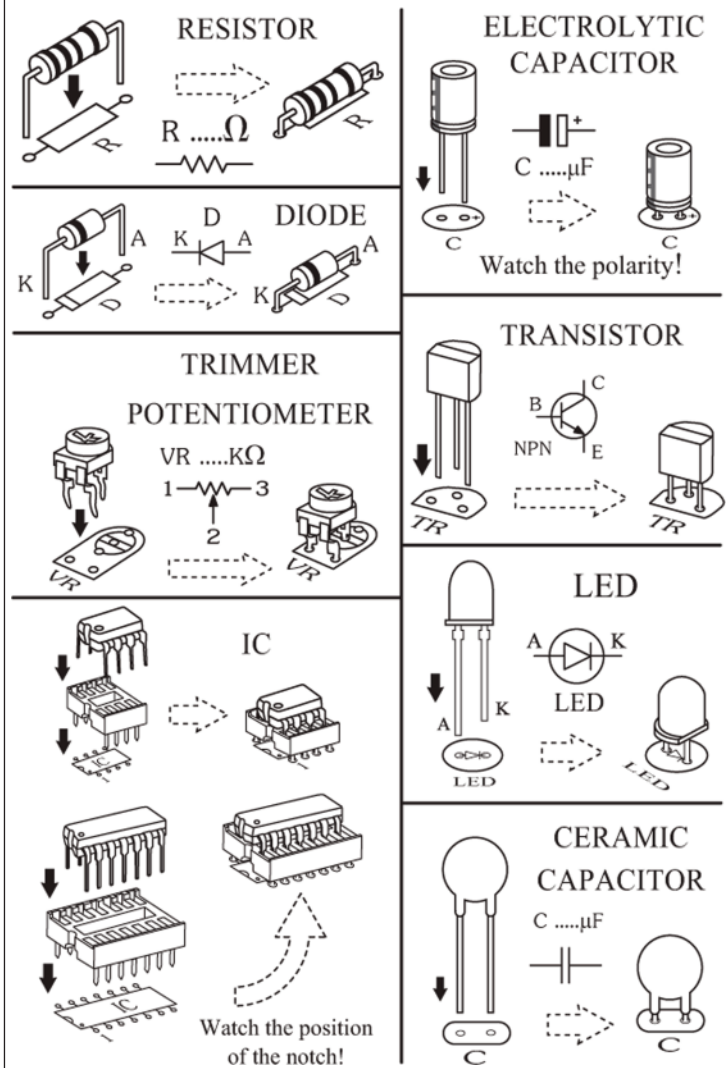 RESISTOR
R .....Ω
R
R
DIODE
D
K A
A
K
D
A
K
D
TRIMMER
POTENTIOMETER
VR .....KΩ
1 3
2
VR
VR
IC
IC
1
1
IC
1
Watch the position
of the notch!
ELECTROLYTIC
CAPACITOR
+
C .....μF
+
C
+
C
Watch the polarity!
TRANSISTOR
C
B
E
NPN
TR
TR
LED
A K
LED
A
K
LED
LED
CERAMIC
CAPACITOR
C .....μF
C
C